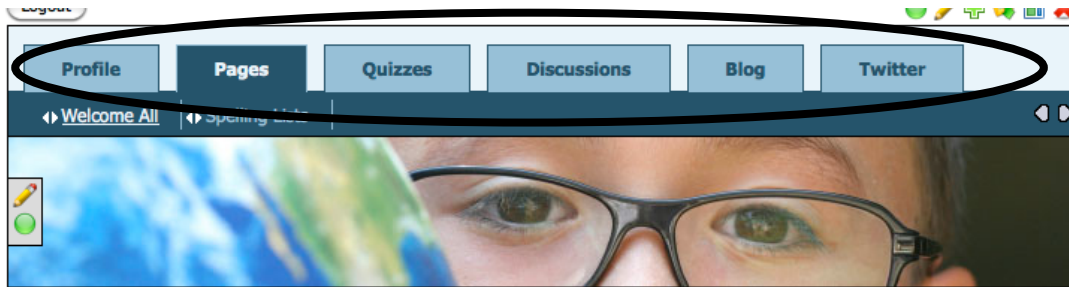 Logout
Profile Pages Quizzes Discussions Blog Twitter
Welcome All Spelling Lists